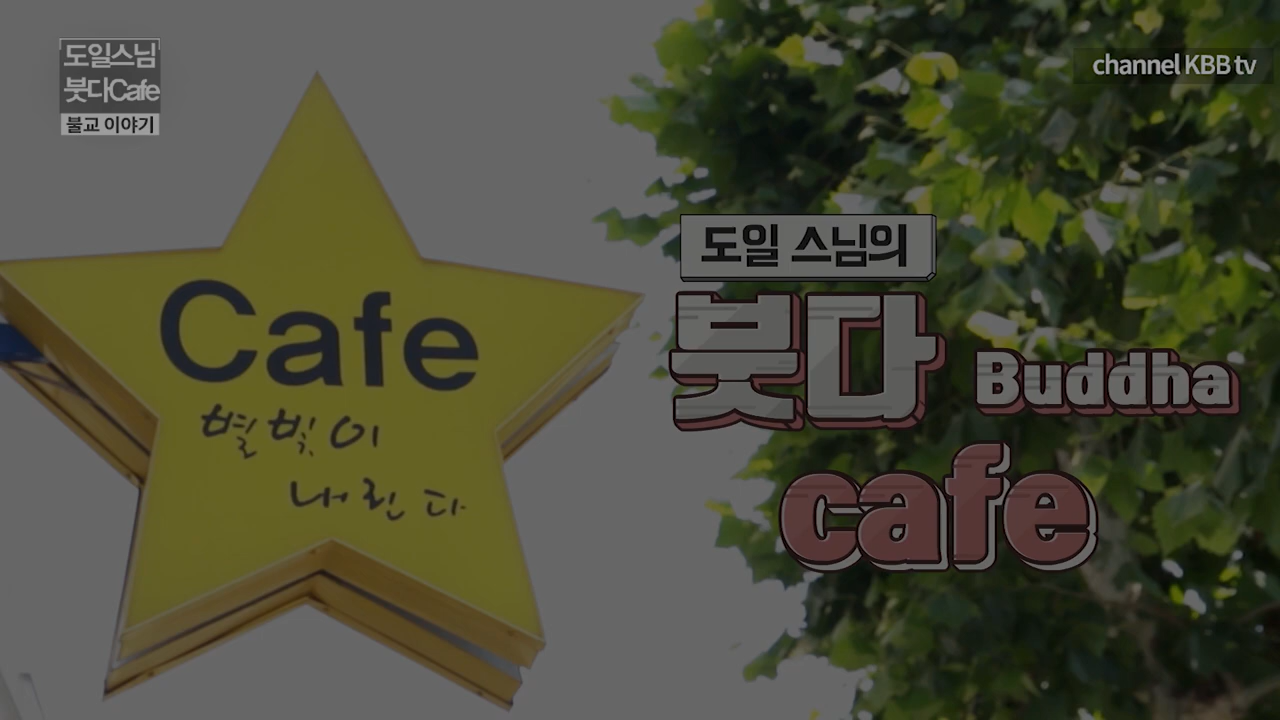 도일스님
붓다Cafe
불교 이야기
channel KBB tv
Cafe
별빛이
내린다
도일 스님의
붓다 Buddha
cafe